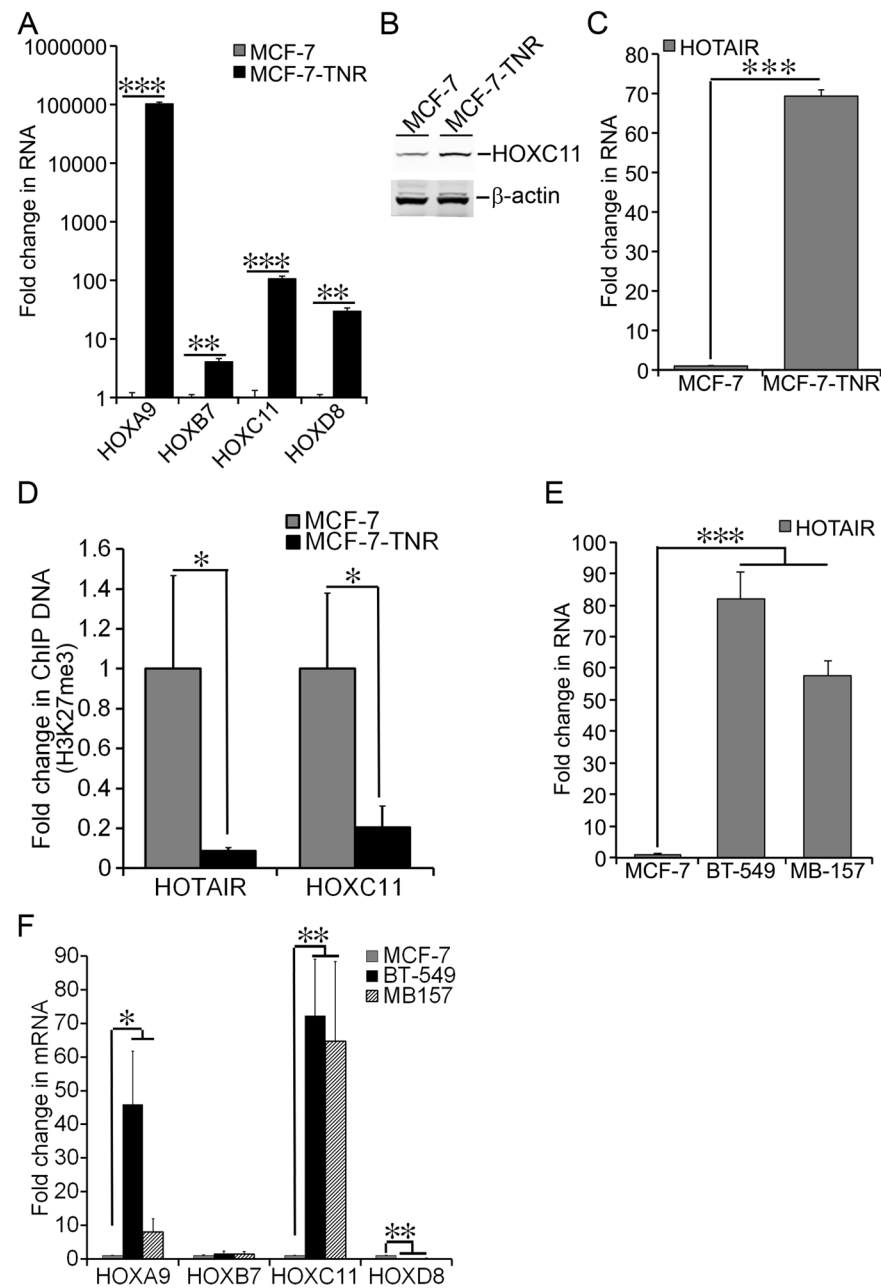 A
MCF-7
MCF-7-TNR
Fold change in RNA
1000000
100000
10000
1000
100
10
1
***
**
***
**
HOXA9
HOXB7
HOXC11
HOXD8
B
MCF-7
MCF-7-TNR
HOXC11
β-actin
C
HOTAIR
Fold change in RNA
80
70
60
50
40
30
20
10
0
***
MCF-7
MCF-7-TNR
D
MCF-7
MCF-7-TNR
Fold change in ChIP DNA
(H3K27me3)
1.6
1.4
1.2
1
0.8
0.6
0.4
0.2
0
*
*
HOTAIR
HOXC11
E
HOTAIR
Fold change in RNA
100
90
80
70
60
50
40
30
20
10
0
***
MCF-7
BT-549
MB-157
F
MCF-7
BT-549
MB157
Fold change in mRNA
90
80
70
60
50
40
30
20
10
0
*
**
**
HOXA9
HOXB7
HOXC11
HOXD8